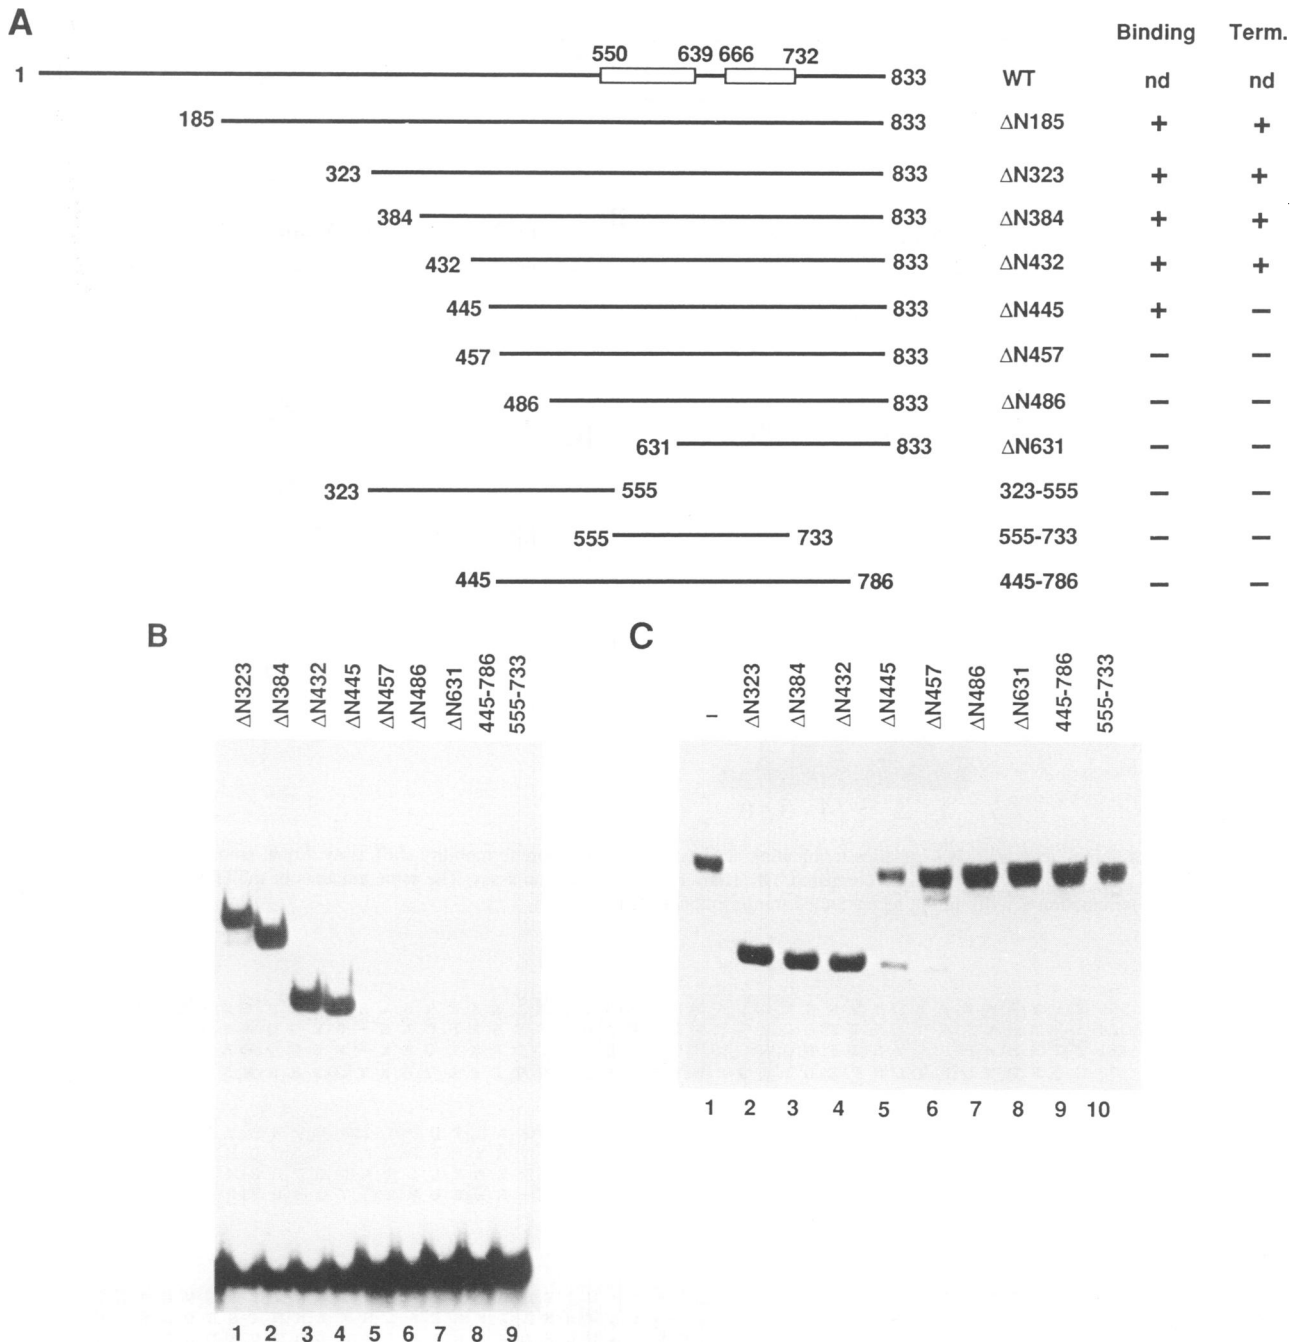 A
Binding Term.
550 639 666 732
1 833 WT nd nd
185 833 ΔN185 + +
323 833 ΔN323 + +
384 833 ΔN384 + +
432 833 ΔN432 + +
445 833 ΔN445 + −
457 833 ΔN457 − −
486 833 ΔN486 − −
631 833 ΔN631 − −
323 555 323-555 − −
555 733 555-733 − −
445 786 445-786 − −
B
ΔN323 ΔN384 ΔN432 ΔN445 ΔN457 ΔN486 ΔN631 445-786 555-733
1 2 3 4 5 6 7 8 9
C
− ΔN323 ΔN384 ΔN432 ΔN445 ΔN457 ΔN486 ΔN631 445-786 555-733
1 2 3 4 5 6 7 8 9 10